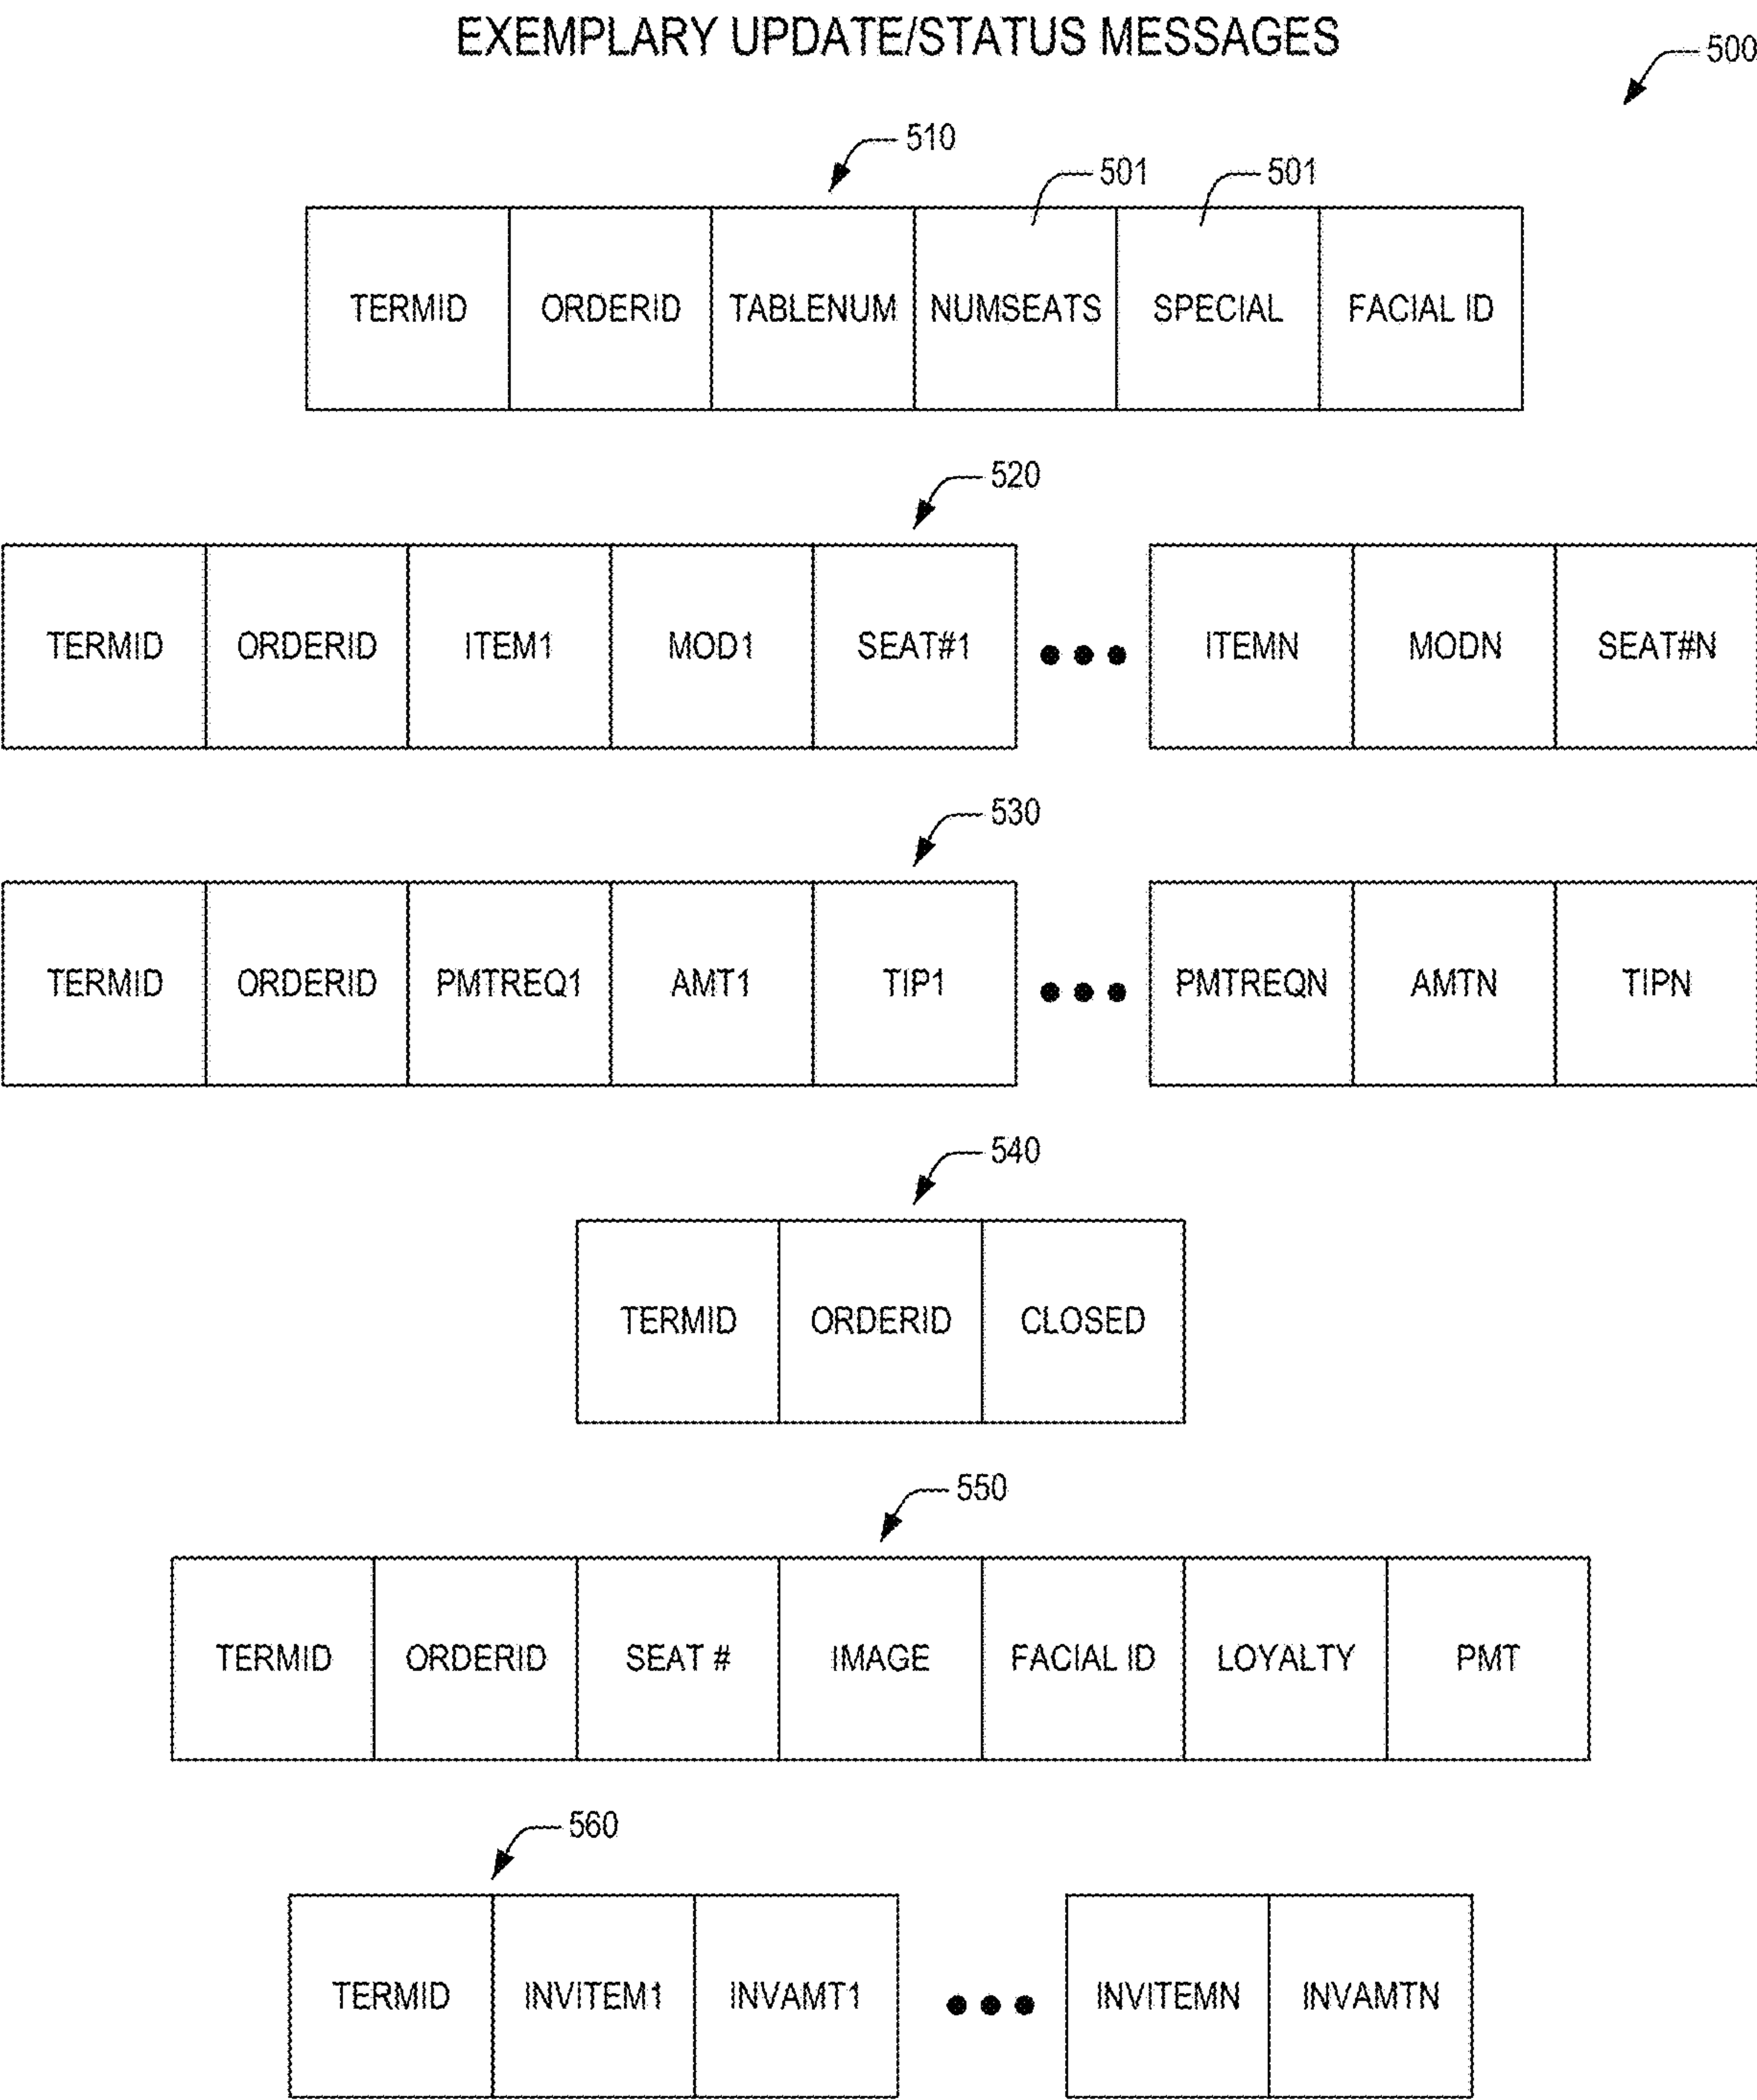 EXEMPLARY UPDATE/STATUS MESSAGES
500
510
501 501
TERMID ORDERID TABLENUM NUMSEATS SPECIAL FACIAL ID
520
TERMID ORDERID ITEM1 MOD1 SEAT#1 ITEMN MODN SEAT#N
530
TERMID ORDERID PMTREQ1 AMT1 TIP1 PMTREQN AMTN TIPN
540
TERMID ORDERID CLOSED
550
TERMID ORDERID SEAT # IMAGE FACIAL ID LOYALTY PMT
560
TERMID INVITEM1 INVAMT1 INVITEMN INVAMTN